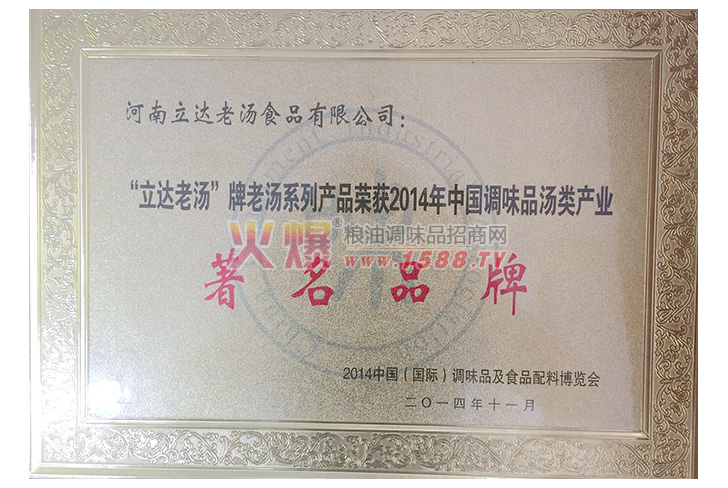 河南立达老汤食品有限公司：
“立达老汤”牌老汤系列产品荣获2014年中国调味品汤类产业
火爆®粮油调味品招商网
www.1588.TV
著名品牌
2014中国（国际）调味品及食品配料博览会
二〇一四年十一月